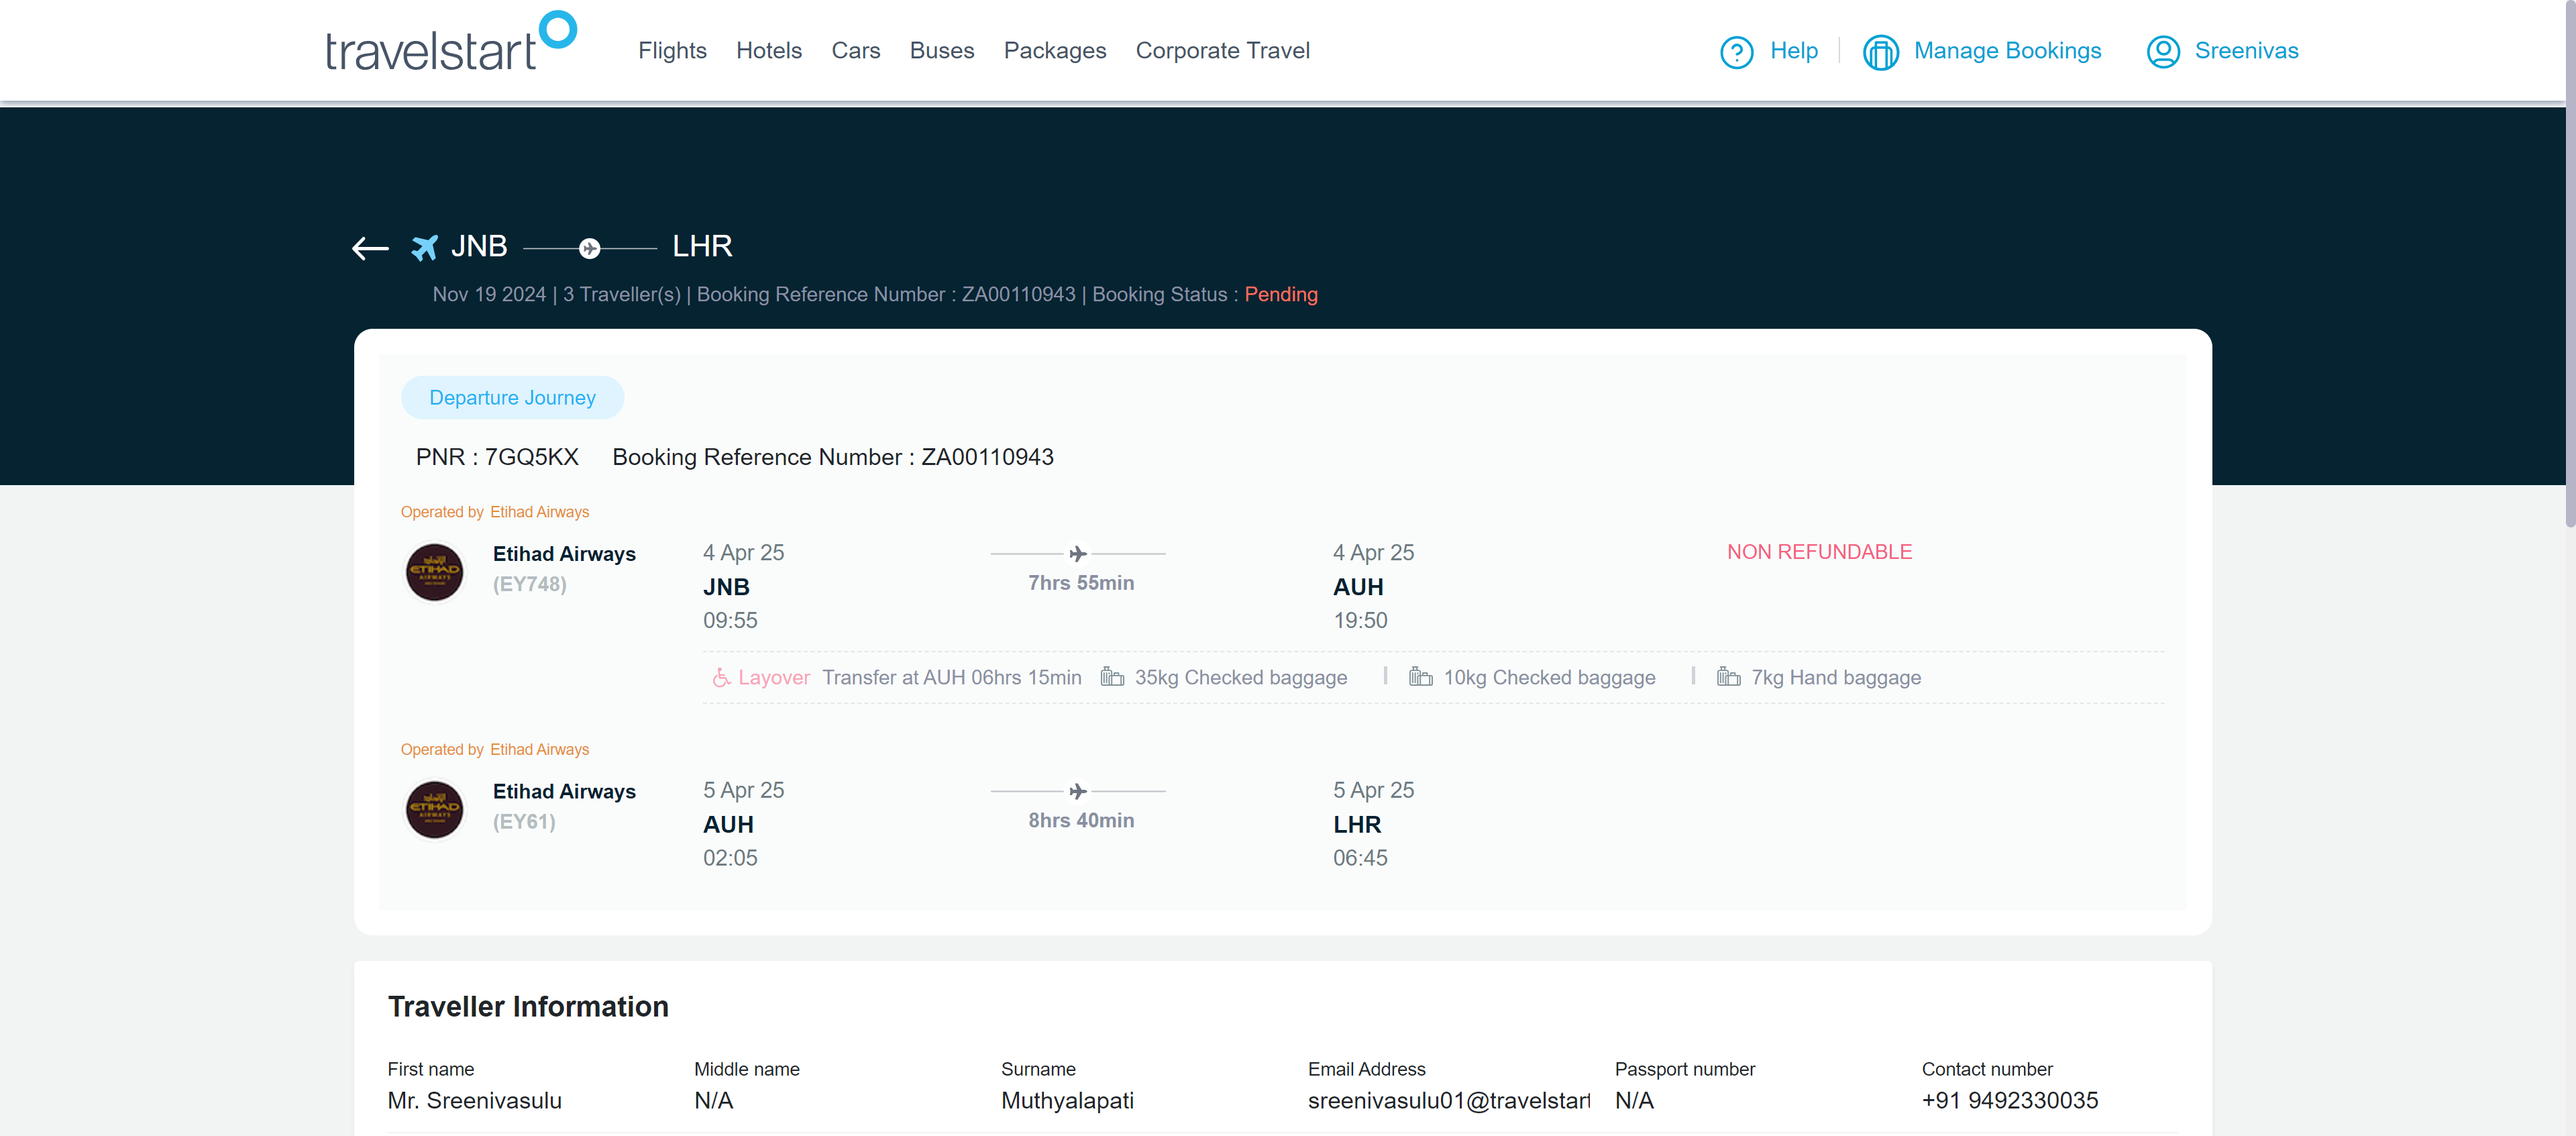 travelstart Flights Hotels Cars Buses Packages Corporate Travel Help Manage Bookings Sreenivas
JNB LHR
Nov 19 2024 | 3 Traveller(s) | Booking Reference Number : ZA00110943 | Booking Status : Pending
Departure Journey
PNR : 7GQ5KX Booking Reference Number : ZA00110943
Operated by Etihad Airways
Etihad Airways 4 Apr 25 4 Apr 25 NON REFUNDABLE
(EY748) JNB 7hrs 55min AUH
09:55 19:50
ETIHAD
AIRWAYS
Layover Transfer at AUH 06hrs 15min 35kg Checked baggage | 10kg Checked baggage | 7kg Hand baggage
Operated by Etihad Airways
Etihad Airways 5 Apr 25 5 Apr 25
(EY61) AUH 8hrs 40min LHR
02:05 06:45
ETIHAD
AIRWAYS
Traveller Information
First name Middle name Surname Email Address Passport number Contact number
Mr. Sreenivasulu N/A Muthyalapati sreenivasulu01@travelstart N/A +91 9492330035